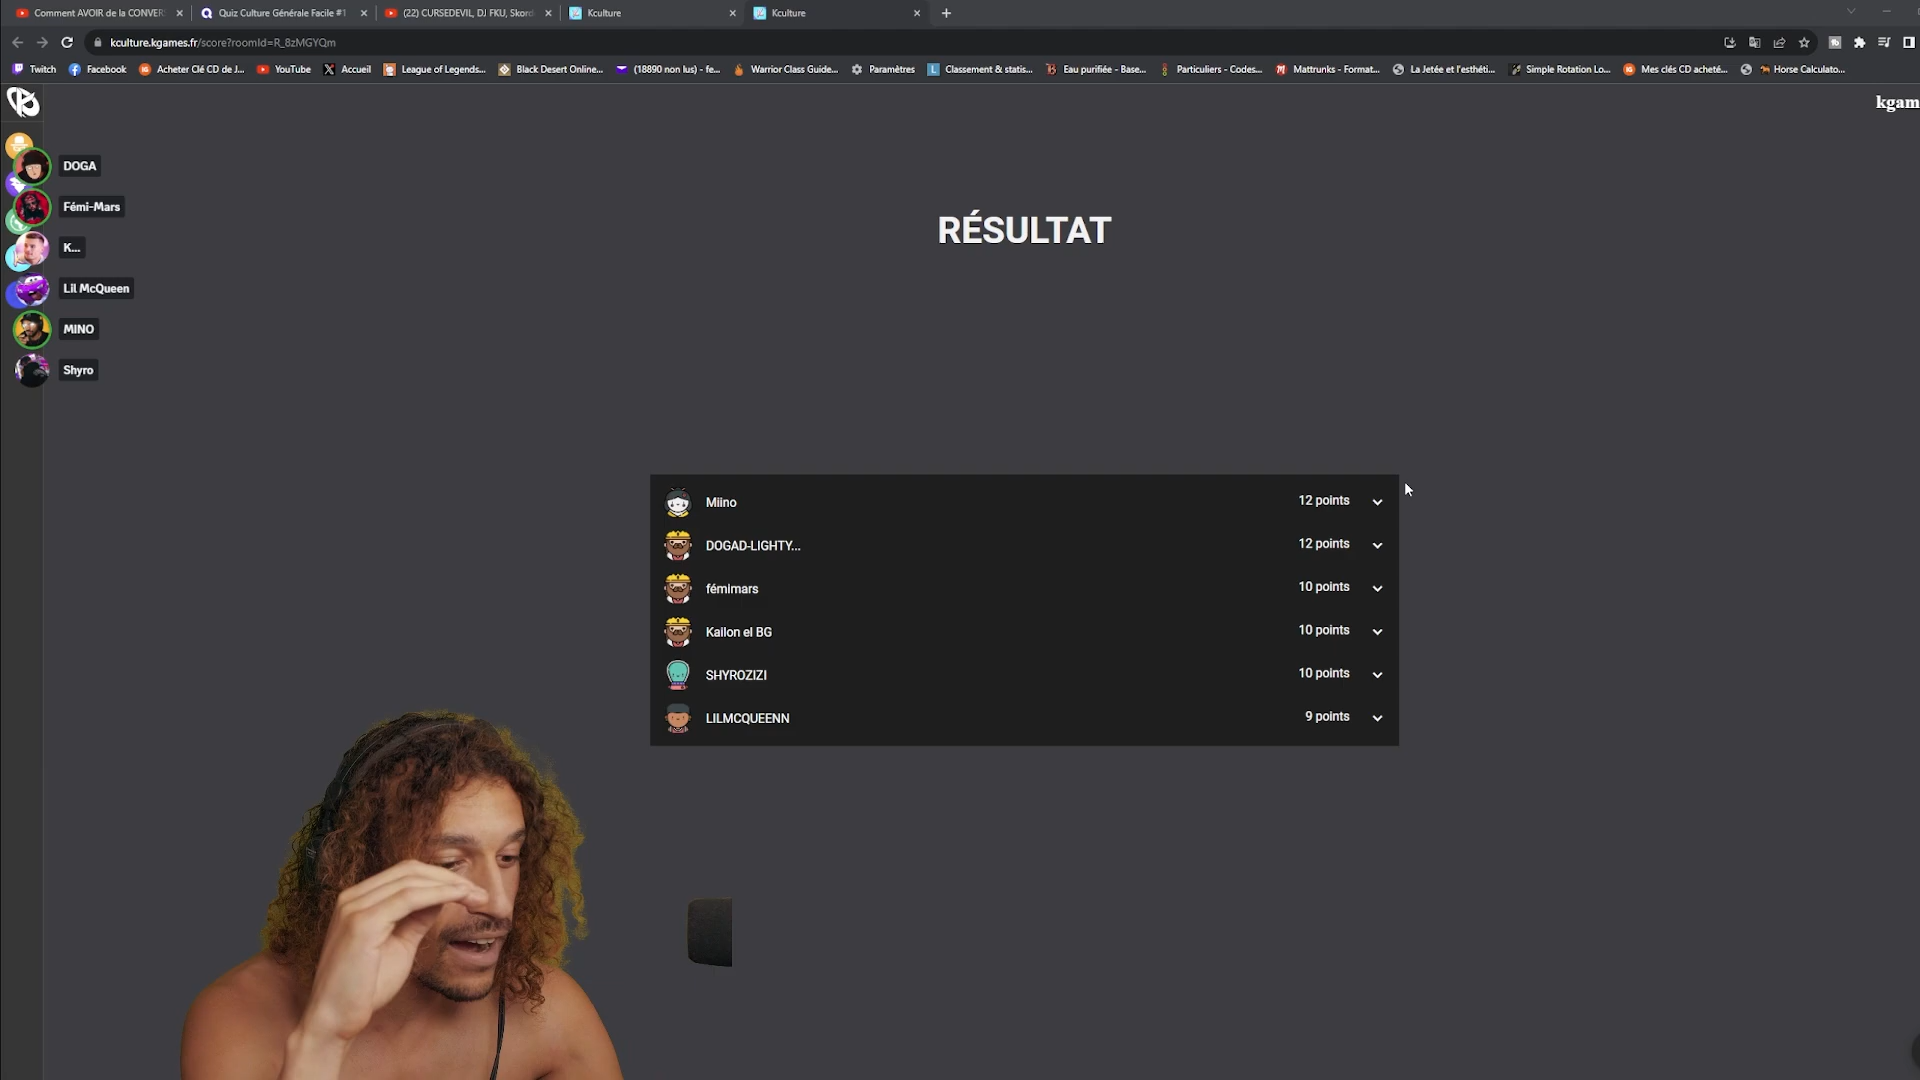 Comment AVOIR de la CONVER
Quiz Culture Générale Facile #1
(22) CURSEDEVIL, DJ FKU, Skord
Kculture
Kculture
kculture.kgames.fr/score?roomId=R_8zMGYQm
Twitch
Facebook
Acheter Clé CD de J...
YouTube
Accueil
League of Legends...
Black Desert Online...
(18890 non lus) - fe...
Warrior Class Guide...
Paramètres
Classement & statis...
Eau purifiée - Base...
Particuliers - Codes...
Mattrunks - Format...
La Jetée et l'esthéti...
Simple Rotation Lo...
Mes clés CD acheté...
Horse Calculato...
kgam
DOGA
Fémi-Mars
K...
Lil McQueen
MINO
Shyro
RÉSULTAT
Miino 12 points
DOGAD-LIGHTY... 12 points
fémimars 10 points
Kailon el BG 10 points
SHYROZIZI 10 points
LILMCQUEENN 9 points